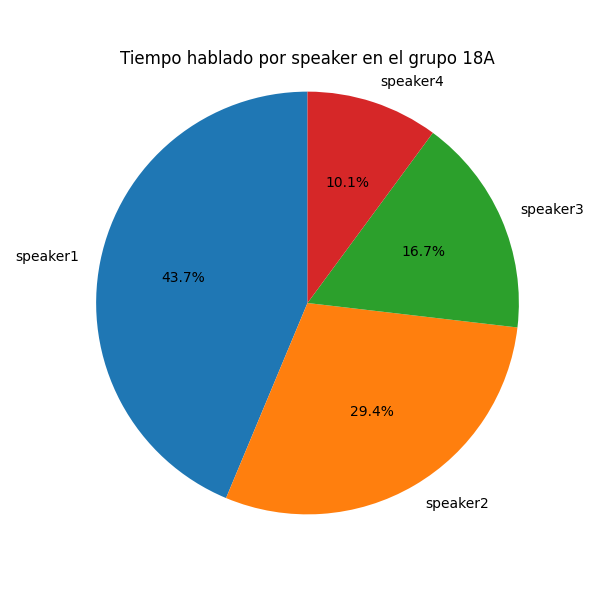 Tiempo hablado por speaker en el grupo 18A
speaker4
10.1%
speaker3
16.7%
speaker1
43.7%
29.4%
speaker2